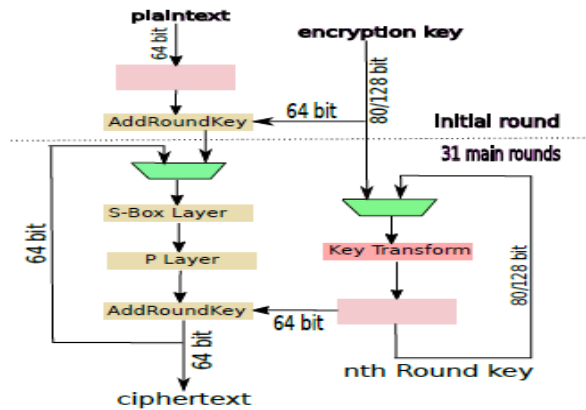 plaintext
encryption key
64 bit
80/128 bit
64 bit
AddRoundKey
Initial round
31 main rounds
S-Box Layer
64 bit
Key Transform
80/128 bit
P Layer
AddRoundKey
64 bit
64 bit
nth Round key
ciphertext